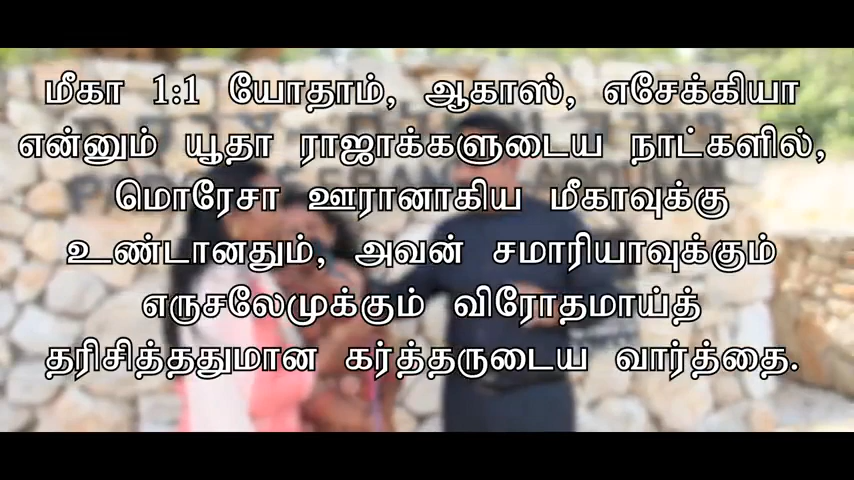 மீகா 1:1 யோதாம், ஆகாஸ், எசேக்கியா
என்னும் யூதா ராஜாக்களுடைய நாட்களில்,
மொரேசா ஊரானாகிய மீகாவுக்கு
உண்டானதும், அவன் சமாரியாவுக்கும்
எருசலேமுக்கும் விரோதமாய்த்
தரிசித்ததுமான கர்த்தருடைய வார்த்தை.